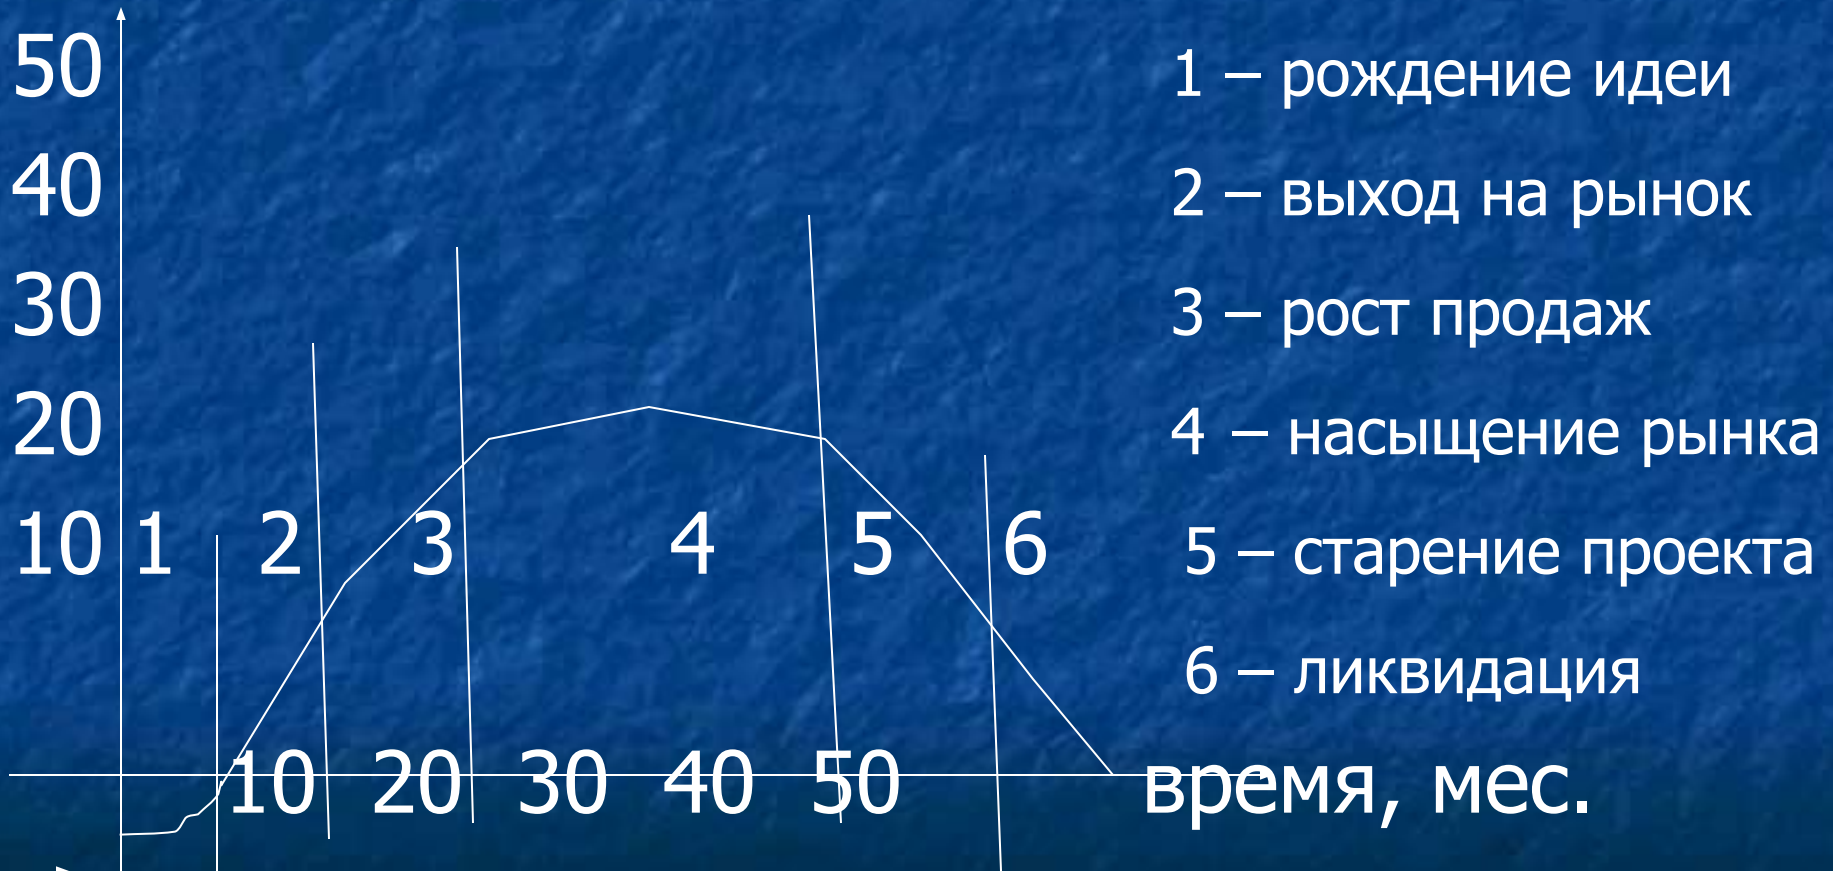 50 1 – рождение идеи
40 2 – выход на рынок
30 3 – рост продаж
20 4 – насыщение рынка
10 1 2 3 4 5 6 5 – старение проекта
6 – ликвидация
10 20 30 40 50 время, мес.